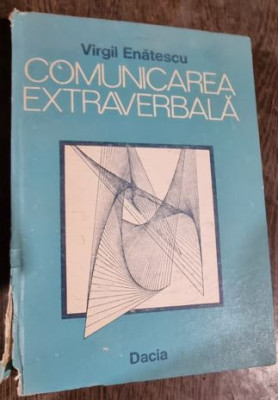 Virgil Enătescu
COMUNICAREA
EXTRAVERBALĂ
Dacia